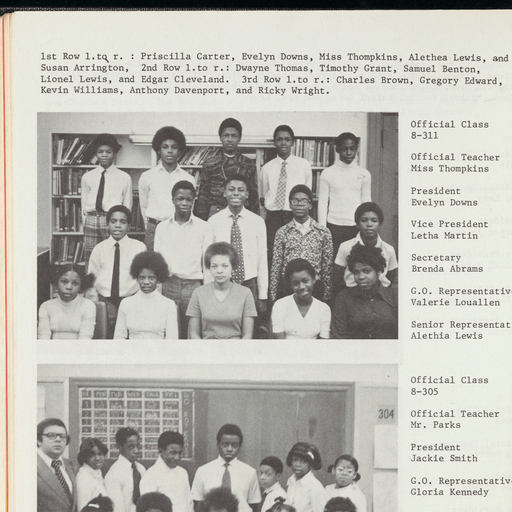 1st Row l.to r. : Priscilla Carter, Evelyn Downs, Miss Thompkins, Alethea Lewis, and
Susan Arrington, 2nd Row l.to r.: Dwayne Thomas, Timothy Grant, Samuel Benton,
Lionel Lewis, and Edgar Cleveland. 3rd Row l.to r.: Charles Brown, Gregory Edward,
Kevin Williams, Anthony Davenport, and Ricky Wright.
Official Class
8-311
Official Teacher
Miss Thompkins
President
Evelyn Downs
Vice President
Letha Martin
Secretary
Brenda Abrams
G.O. Representative
Valerie Louallen
Senior Representat
Alethia Lewis
304
Official Class
8-305
Official Teacher
Mr. Parks
President
Jackie Smith
G.O. Representative
Gloria Kennedy